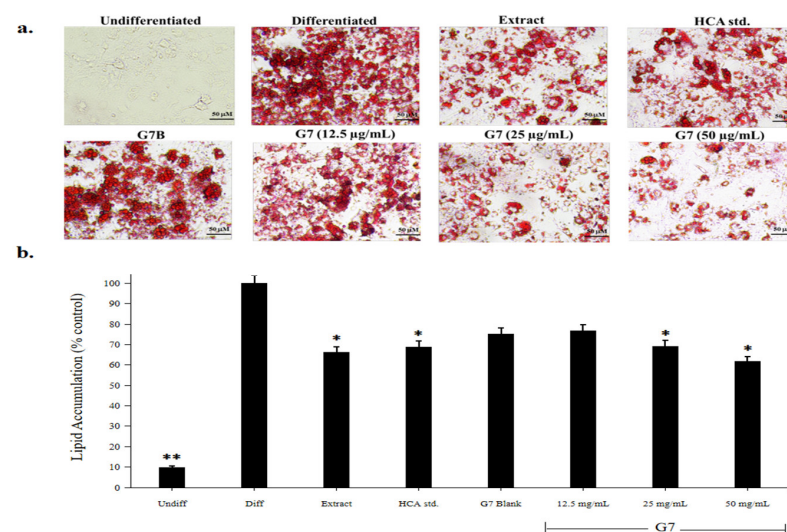 a.
Undifferentiated Differentiated Extract HCA std.
50 µM 50 µM 50 µM 50 µM
G7B G7 (12.5 µg/mL) G7 (25 µg/mL) G7 (50 µg/mL)
50 µM 50 µM 50 µM 50 µM
b.
Lipid Accumulation (% control)
100
90
80
70
60
50
40
30
20
10
0
** * * * *
Undiff Diff Extract HCA std. G7 Blank 12.5 mg/mL 25 mg/mL 50 mg/mL
G7